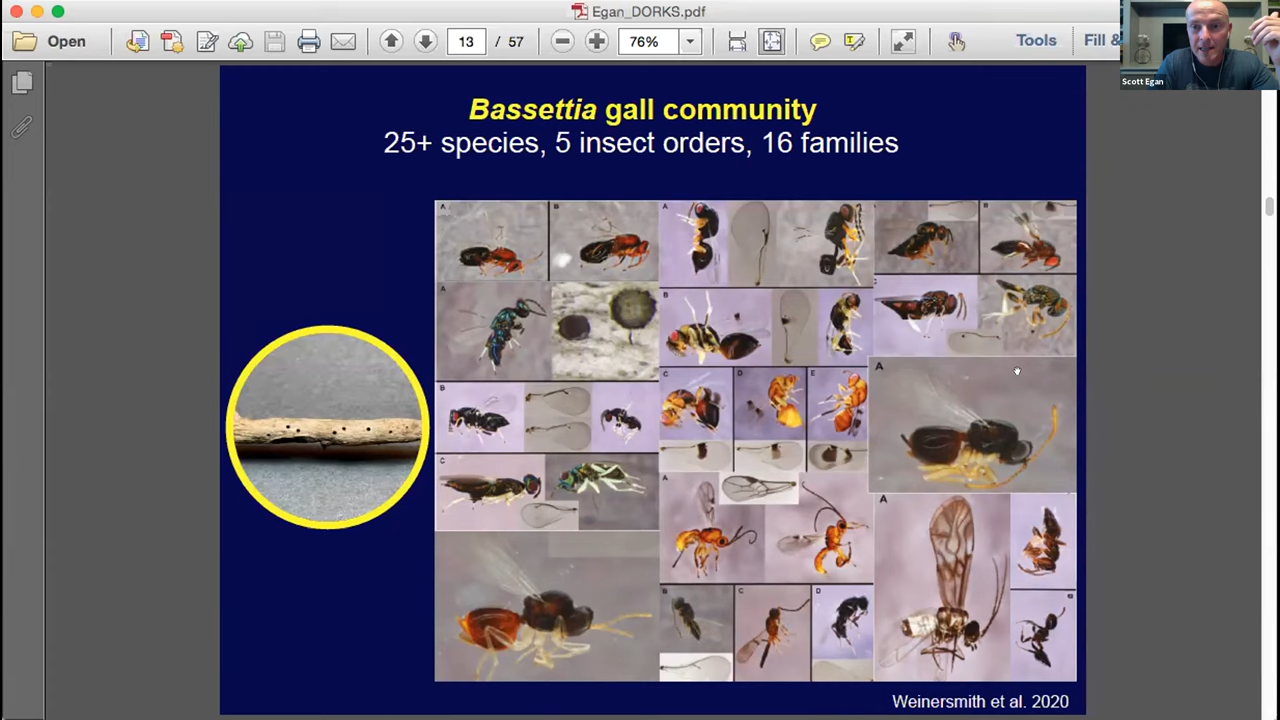 Egan_DORKS.pdf
Open
13 / 57
76%
Tools
Fill &
Scott Egan
Bassettia gall community
25+ species, 5 insect orders, 16 families
A
B
A
B
A
B
C
A
B
C
D
E
A
A
A
B
C
D
Weinersmith et al. 2020